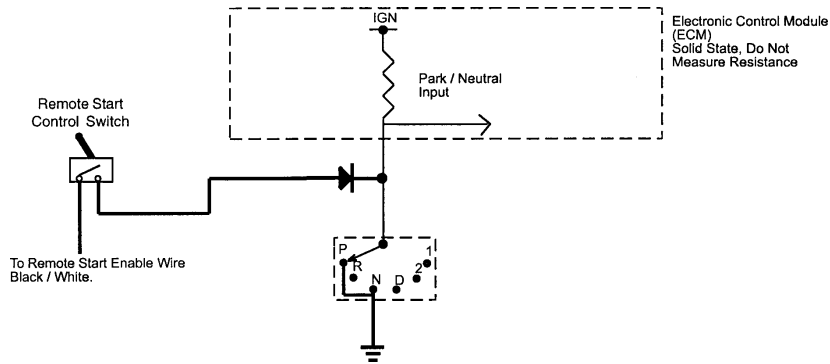 IGN
Electronic Control Module
(ECM)
Solid State, Do Not
Measure Resistance
Park / Neutral
Input
Remote Start
Control Switch
To Remote Start Enable Wire
Black / White.
P
R
N
D
2
1